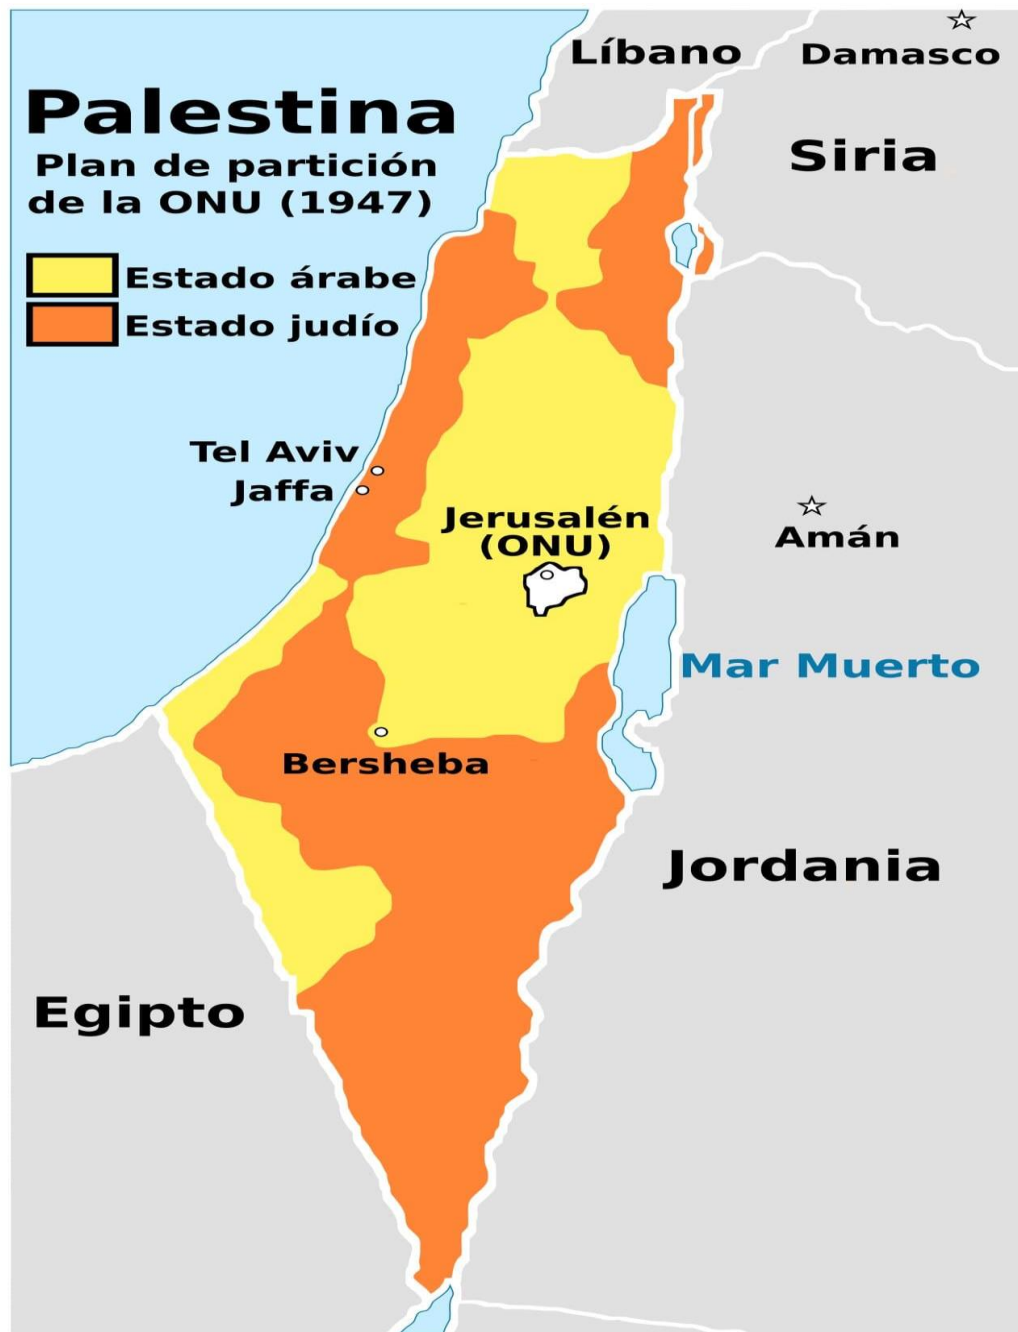 Palestina
Plan de partición
de la ONU (1947)
Estado árabe
Estado judío
Líbano
Damasco
Siria
Tel Aviv
Jaffa
Jerusalén
(ONU)
Amán
Mar Muerto
Bersheba
Jordania
Egipto